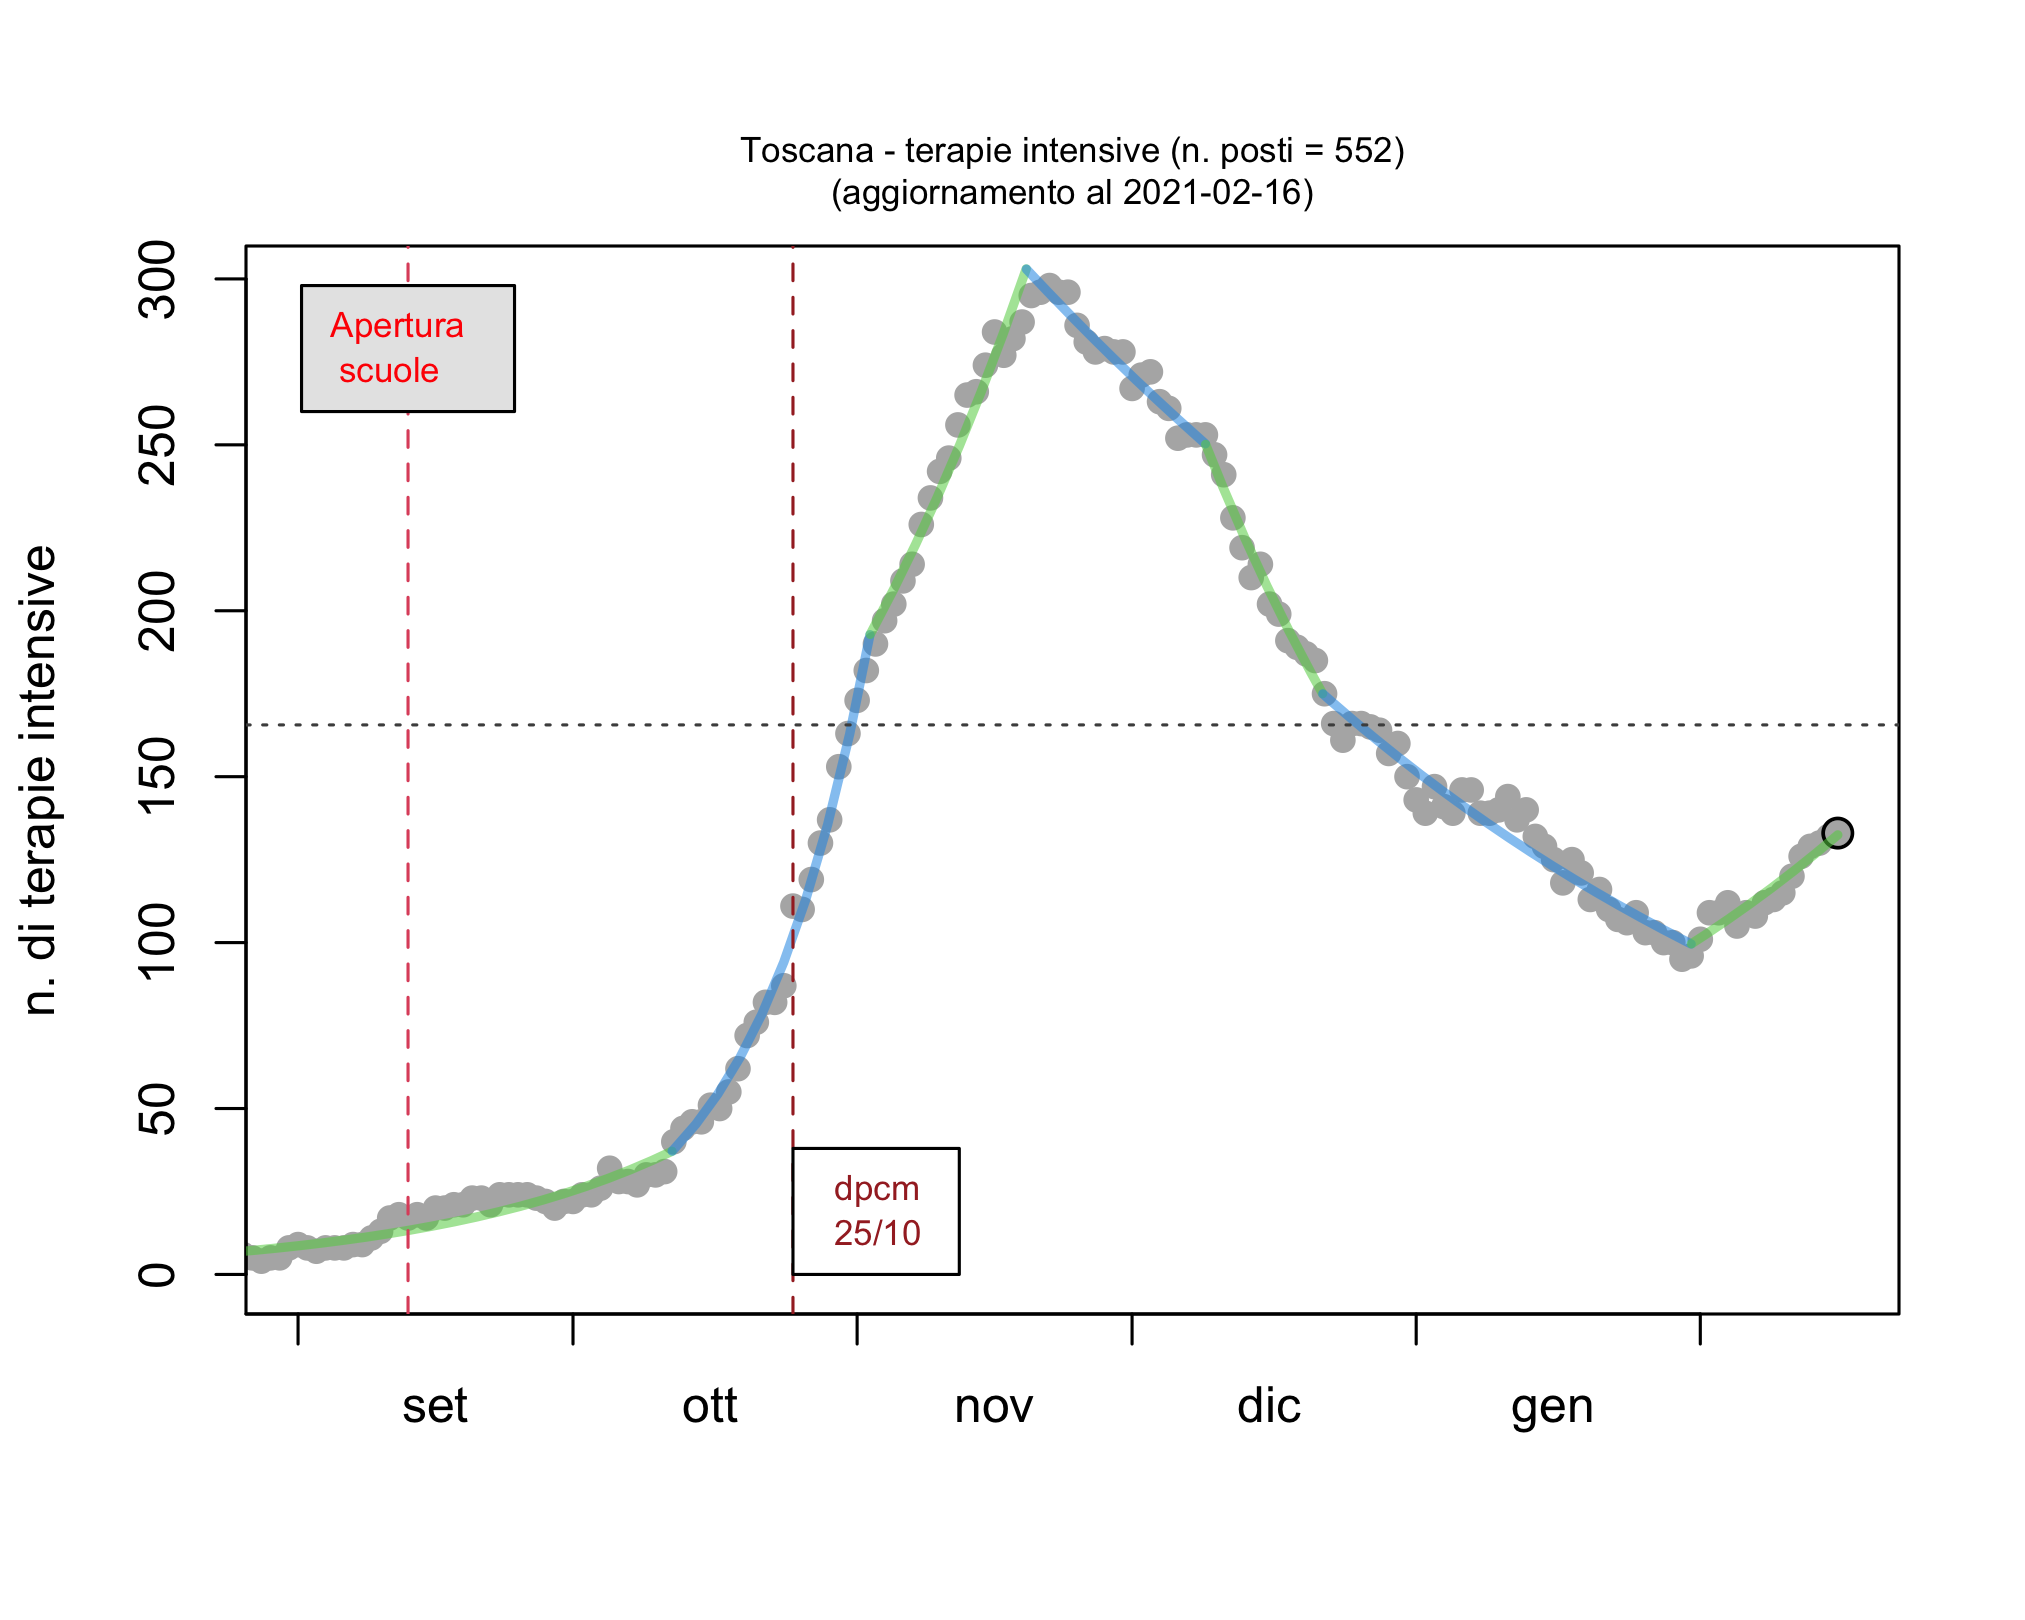 Toscana - terapie intensive (n. posti = 552)
(aggiornamento al 2021-02-16)
n. di terapie intensive
300
250
200
150
100
50
0
Apertura
scuole
dpcm
25/10
set
ott
nov
dic
gen